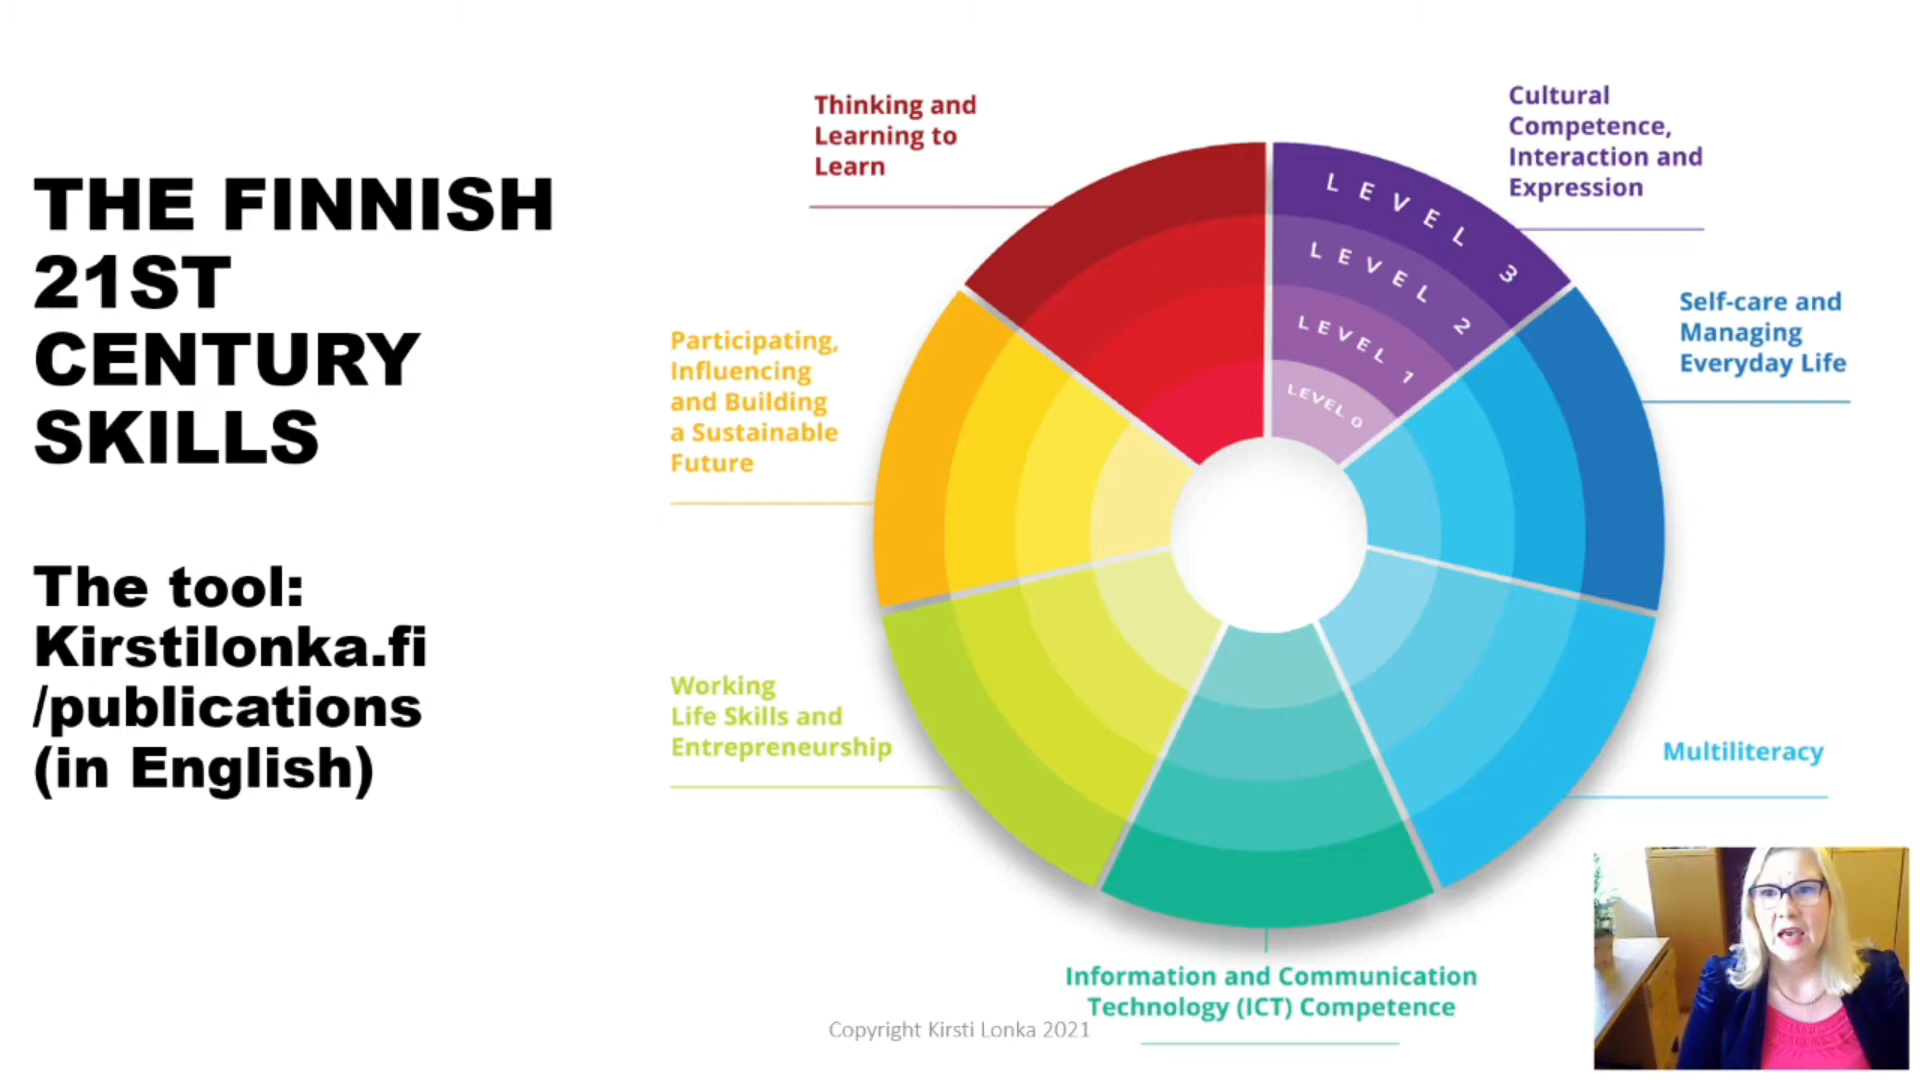 THE FINNISH
21ST
CENTURY
SKILLS
The tool:
Kirstilonka.fi
/publications
(in English)
Thinking and
Learning to
Learn
Cultural
Competence,
Interaction and
Expression
LEVEL 3
LEVEL 2
LEVEL 1
LEVEL 0
Self-care and
Managing
Everyday Life
Participating,
Influencing
and Building
a Sustainable
Future
Working
Life Skills and
Entrepreneurship
Multiliteracy
Information and Communication
Technology (ICT) Competence
Copyright Kirsti Lonka 2021